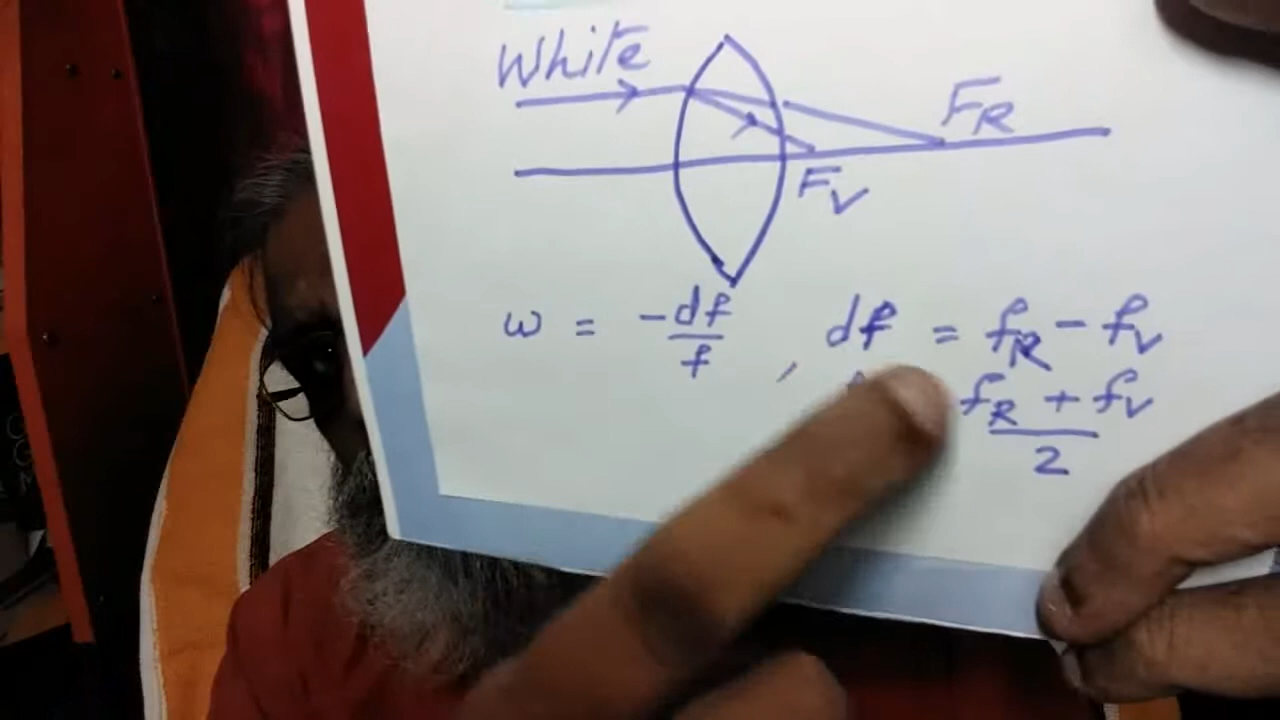 White
F_R
F_V
ω = -df/f , df = f_R - f_V
f_R + f_V
2